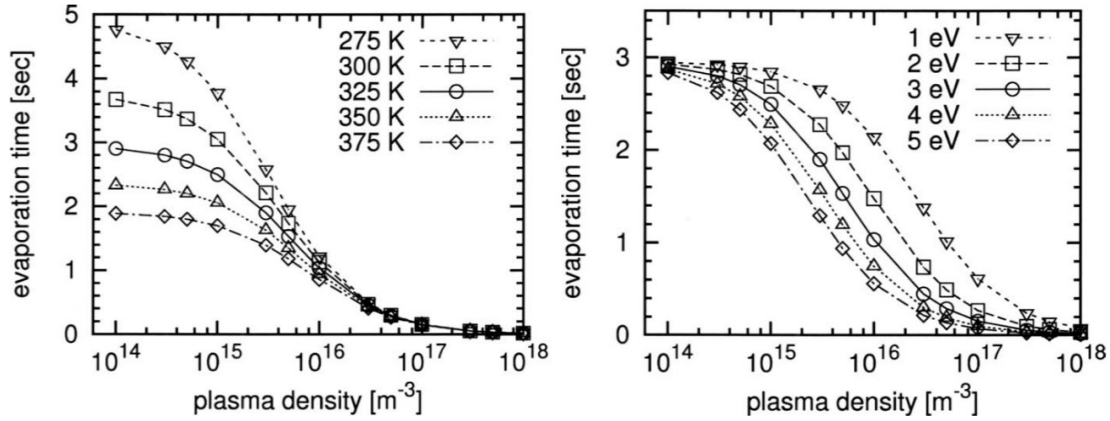 5
4
3
2
1
0
evaporation time [sec]
275 K
300 K
325 K
350 K
375 K
10^14
10^15
10^16
10^17
10^18
plasma density [m^-3]
3
2
1
0
evaporation time [sec]
1 eV
2 eV
3 eV
4 eV
5 eV
10^14
10^15
10^16
10^17
10^18
plasma density [m^-3]